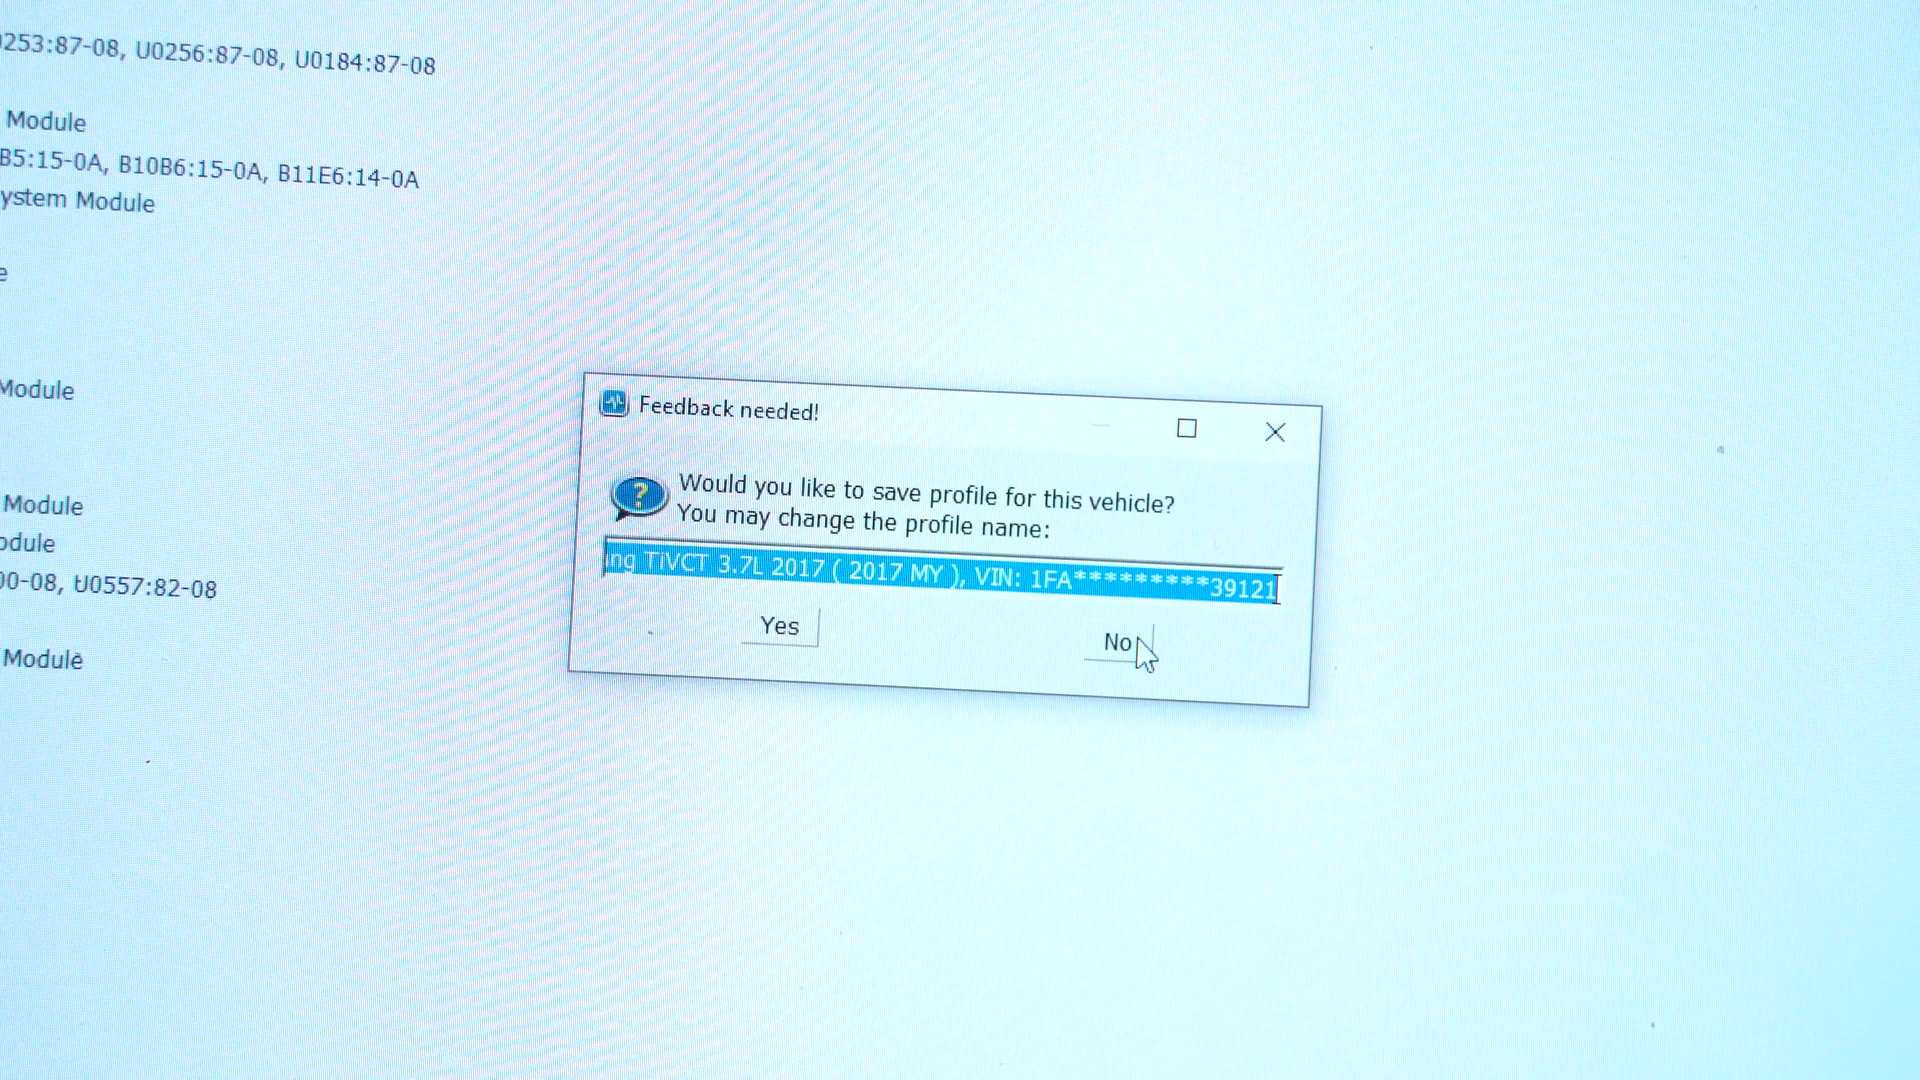 0253:87-08, U0256:87-08, U0184:87-08
Module
B5:15-0A, B10B6:15-0A, B11E6:14-0A
ystem Module
e
Module
Module
odule
00-08, U0557:82-08
Module
Feedback needed!
Would you like to save profile for this vehicle?
You may change the profile name:
ng TiVCT 3.7L 2017 ( 2017 MY ), VIN: 1FA*********39121
Yes
No